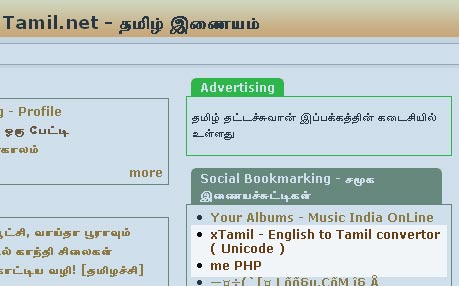 Tamil.net - தமிழ் இணையம்
g - Profile
ஒரு பேட்டி
காலம்
more
ட்சி, வாய்தா பூராவும்
ல் காந்தி சிலைகள்
காட்டிய வழி! [தமிழச்சி]
Advertising
தமிழ் தட்டச்சுவான் இப்பக்கத்தின் கடைசியில்
உள்ளது
Social Bookmarking - சமூக
இணையச்சுட்டிகள்
Your Albums - Music India OnLine
xTamil - English to Tamil convertor
( Unicode )
me PHP